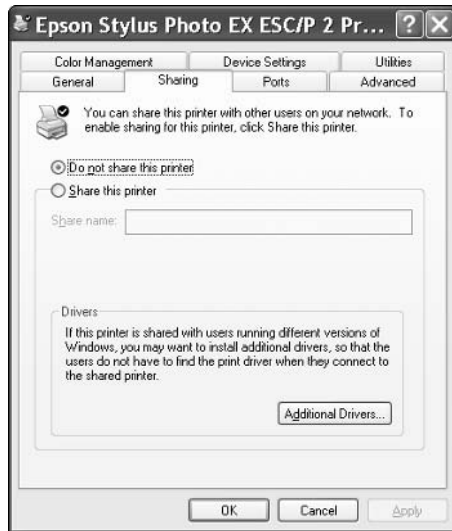 Epson Stylus Photo EX ESC/P 2 Pr...
Color Management Device Settings Utilities
General Sharing Ports Advanced
You can share this printer with other users on your network. To
enable sharing for this printer, click Share this printer.
Do not share this printer
Share this printer
Share name:
Drivers
If this printer is shared with users running different versions of
Windows, you may want to install additional drivers, so that the
users do not have to find the print driver when they connect to
the shared printer.
Additional Drivers...
OK Cancel Apply